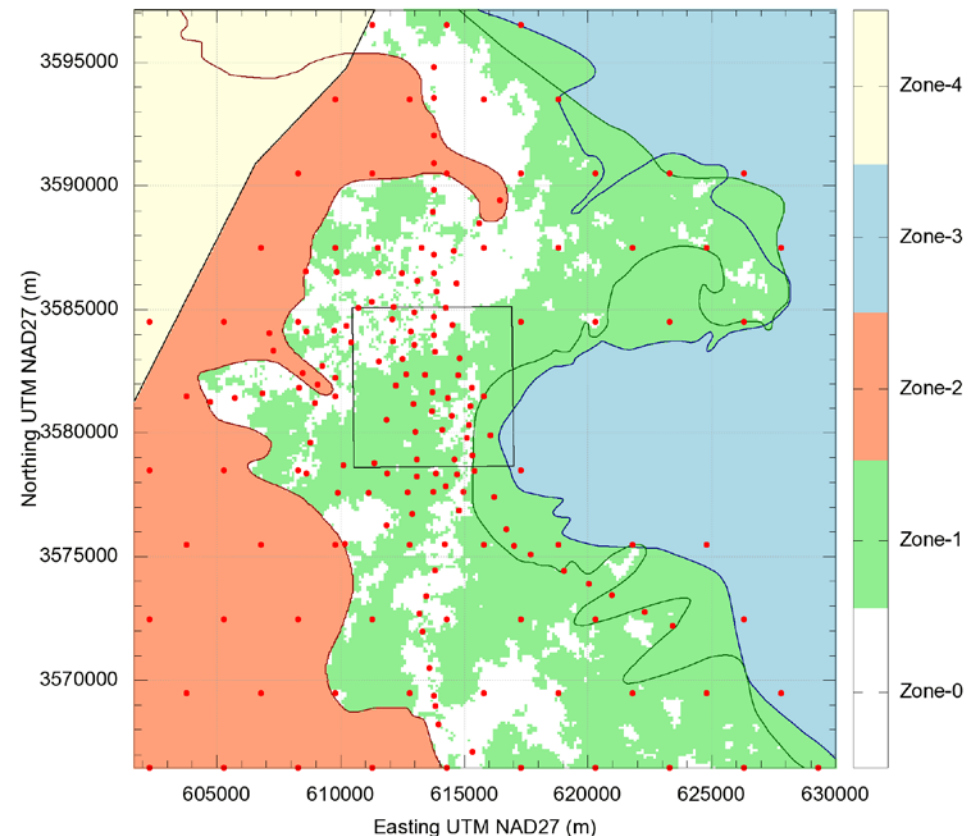 3595000
3590000
3585000
3580000
3575000
3570000
Northing UTM NAD27 (m)
605000 610000 615000 620000 625000 630000
Easting UTM NAD27 (m)
Zone-4
Zone-3
Zone-2
Zone-1
Zone-0